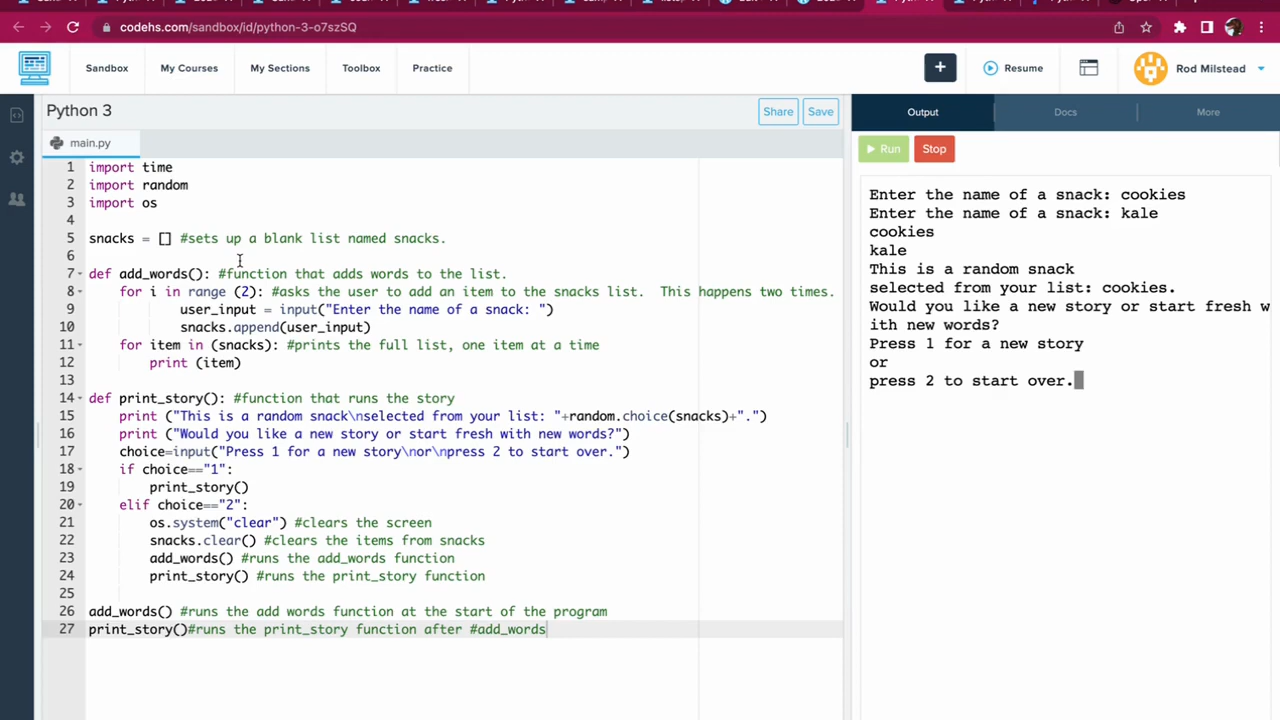 codehs.com/sandbox/id/python-3-o7szSQ
Sandbox
My Courses
My Sections
Toolbox
Practice
+
Resume
Rod Milstead
Python 3
Share
Save
Output
Docs
More
main.py
Run
Stop
1 import time
2 import random
3 import os
4
5 snacks = [] #sets up a blank list named snacks.
6
7 def add_words(): #function that adds words to the list.
8 for i in range (2): #asks the user to add an item to the snacks list.  This happens two times.
9 user_input = input("Enter the name of a snack: ")
10 snacks.append(user_input)
11 for item in (snacks): #prints the full list, one item at a time
12 print (item)
13
14 def print_story(): #function that runs the story
15 print ("This is a random snack\nselected from your list: "+random.choice(snacks)+".")
16 print ("Would you like a new story or start fresh with new words?")
17 choice=input("Press 1 for a new story\nor\npress 2 to start over.")
18 if choice=="1":
19 print_story()
20 elif choice=="2":
21 os.system("clear") #clears the screen
22 snacks.clear() #clears the items from snacks
23 add_words() #runs the add_words function
24 print_story() #runs the print_story function
25
26 add_words() #runs the add words function at the start of the program
27 print_story()#runs the print_story function after #add_words
Enter the name of a snack: cookies
Enter the name of a snack: kale
cookies
kale
This is a random snack
selected from your list: cookies.
Would you like a new story or start fresh w
ith new words?
Press 1 for a new story
or
press 2 to start over.